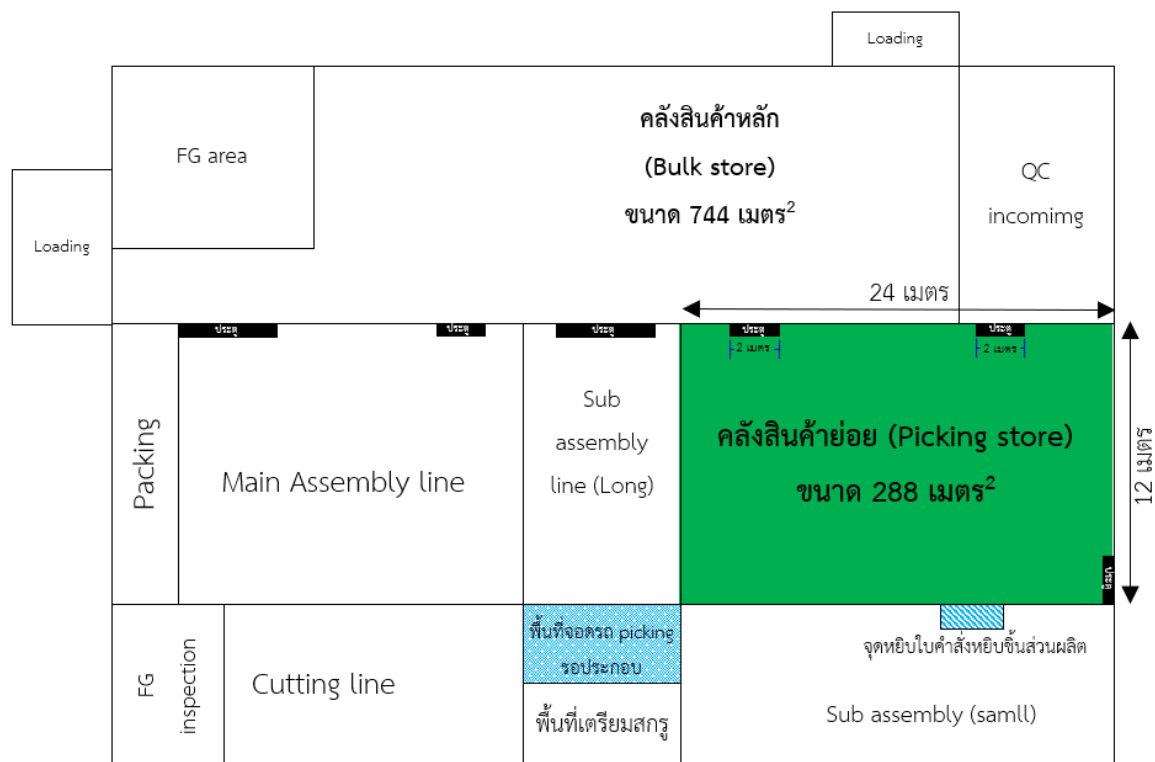 Loading
คลังสินค้าหลัก
(Bulk store)
ขนาด 744 เมตร²
FG area
QC
incomimg
Loading
24 เมตร
ประตู
ประตู
ประตู
ประตู
ประตู
2 เมตร
2 เมตร
Packing
Main Assembly line
Sub
assembly
line (Long)
คลังสินค้าย่อย (Picking store)
ขนาด 288 เมตร²
12 เมตร
ประตู
FG
inspection
Cutting line
พื้นที่จอดรถ picking
รอประกอบ
พื้นที่เตรียมสกรู
จุดหยิบใบคำสั่งหยิบชิ้นส่วนผลิต
Sub assembly (samll)